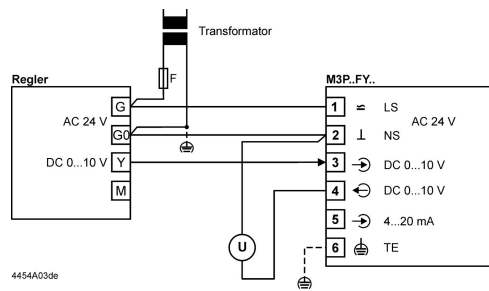 Transformator
F
Regler
M3P..FY..
G
1
LS
AC 24 V
AC 24 V
G0
2
NS
DC 0...10 V
Y
3
DC 0...10 V
M
4
DC 0...10 V
5
4...20 mA
U
6
TE
4454A03de